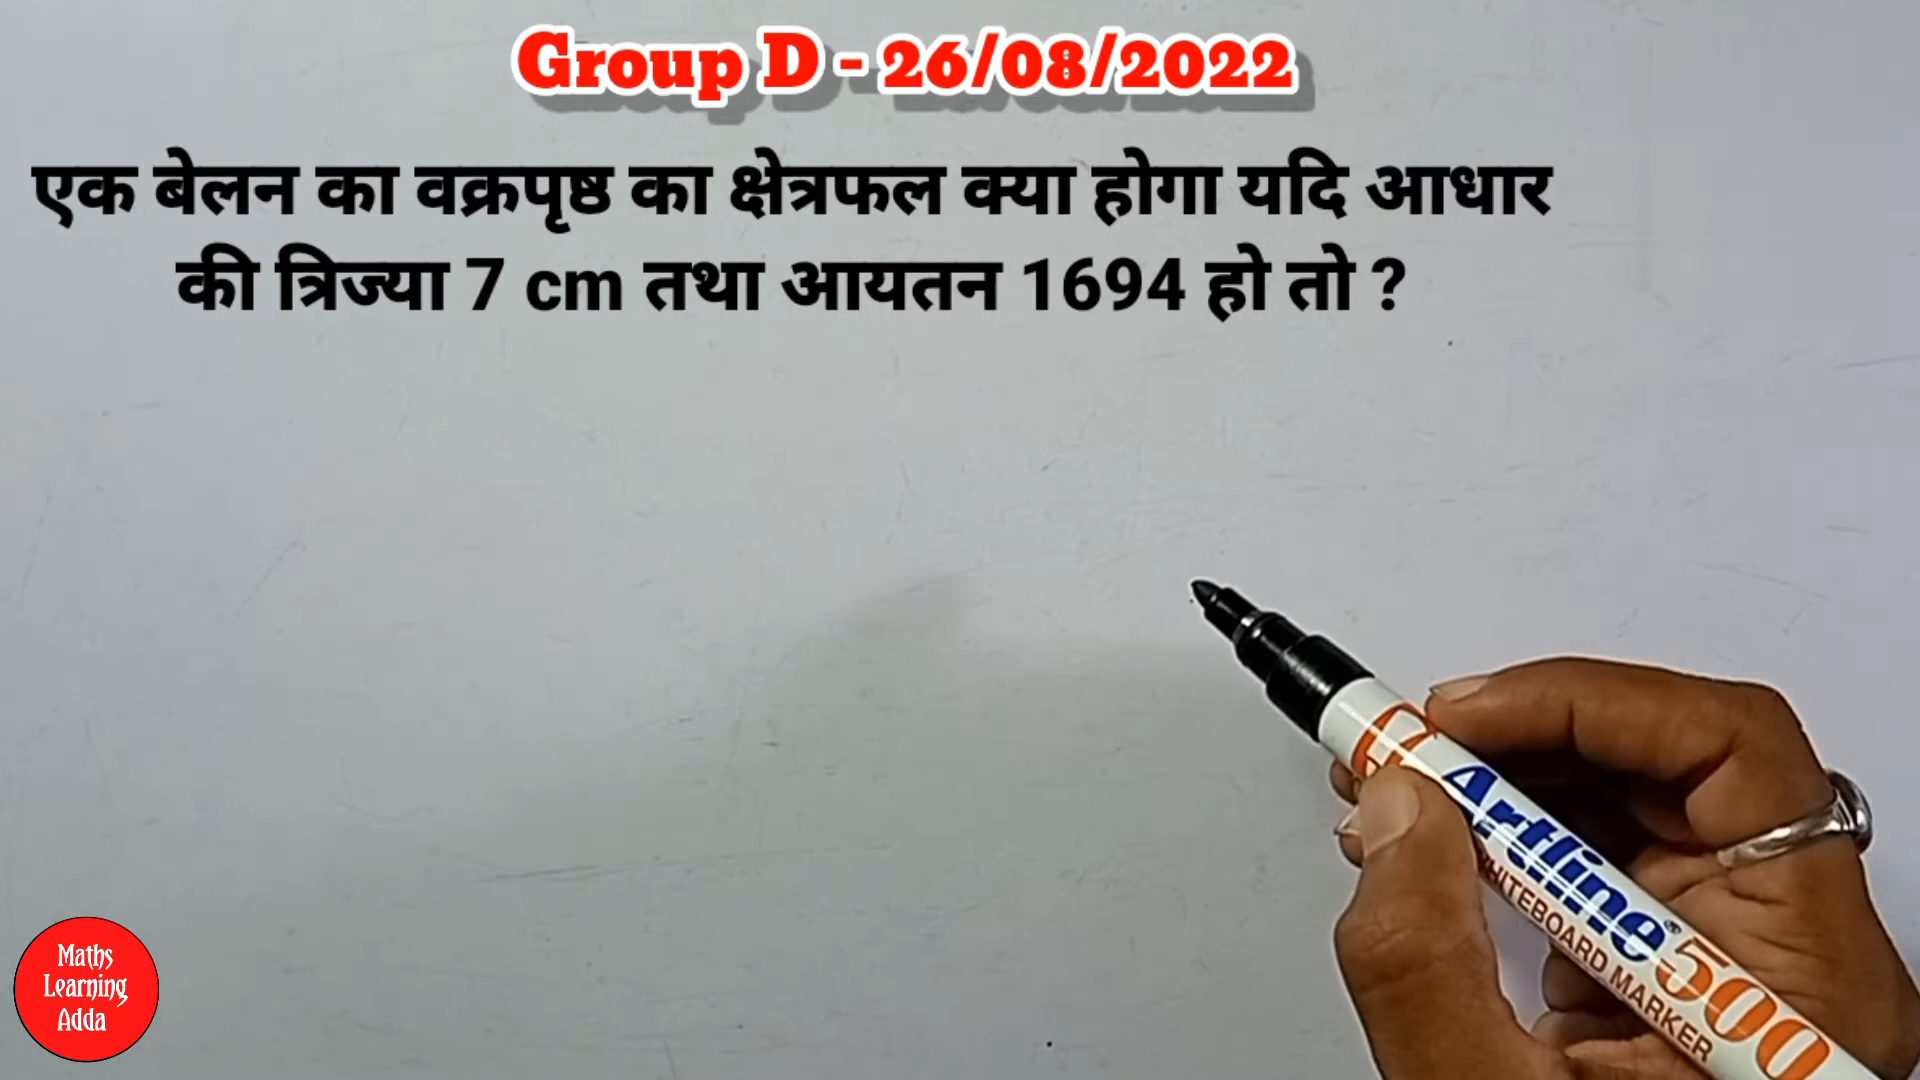 Group D - 26/08/2022
एक बेलन का वक्रपृष्ठ का क्षेत्रफल क्या होगा यदि आधार
की त्रिज्या 7 cm तथा आयतन 1694 हो तो ?
Artline® 500
WHITEBOARD MARKER
Maths
Learning
Adda